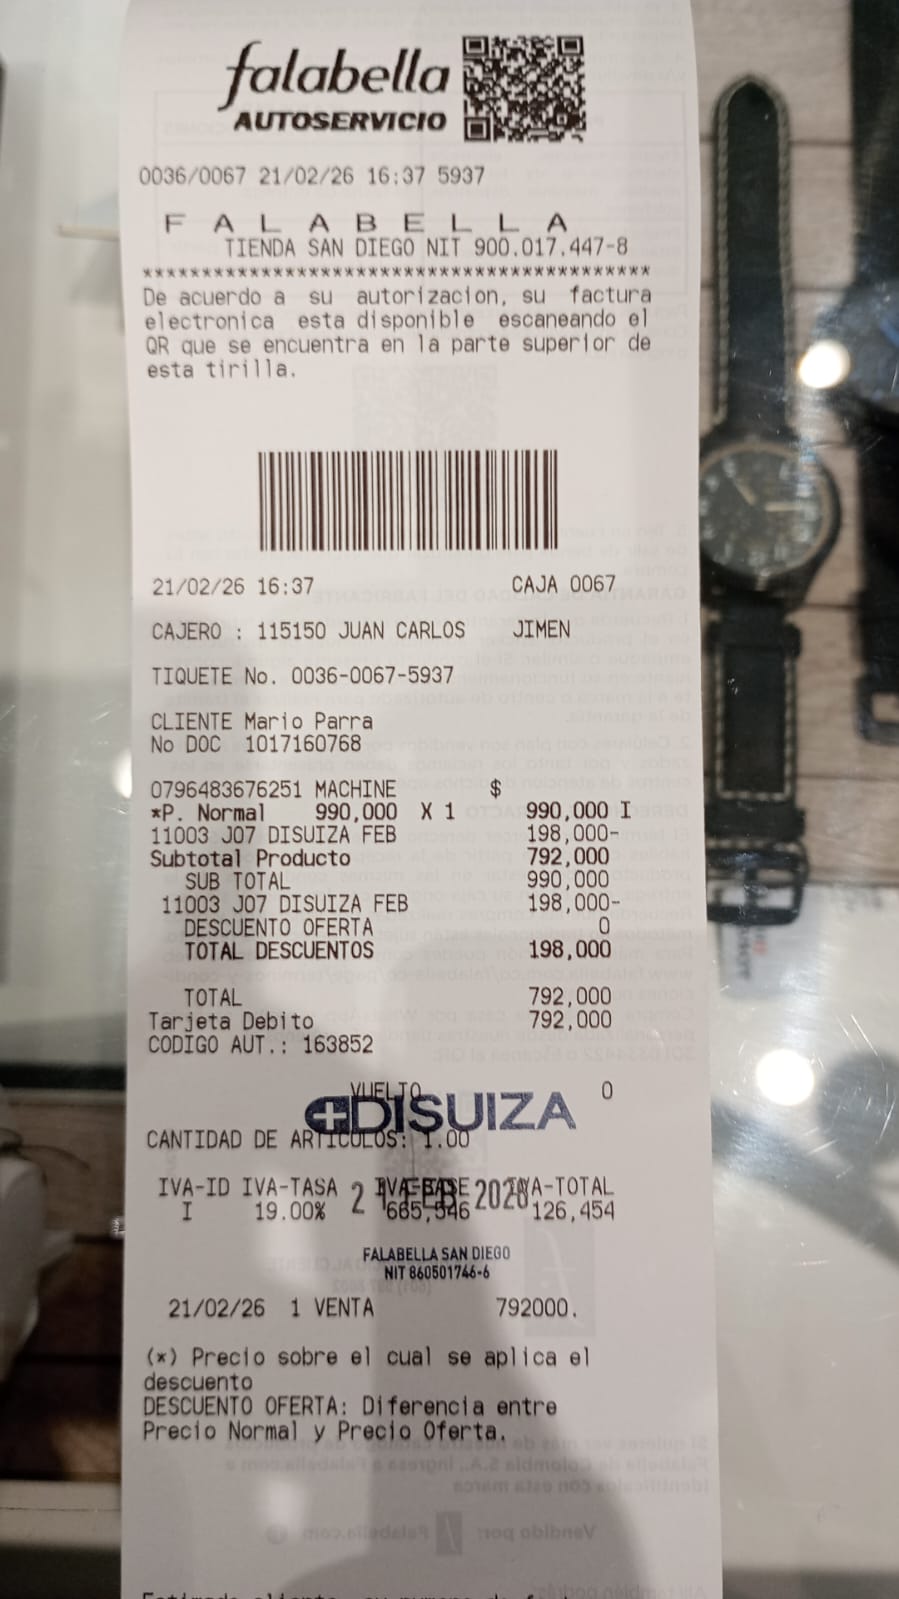 falabella
AUTOSERVICIO
0036/0067 21/02/26 16:37 5937
F A L A B E L L A
TIENDA SAN DIEGO NIT 900.017.447-8
*******************************************
De acuerdo a su autorizacion, su factura
electronica esta disponible escaneando el
QR que se encuentra en la parte superior de
esta tirilla.
21/02/26 16:37 CAJA 0067
CAJERO : 115150 JUAN CARLOS JIMEN
TIQUETE No. 0036-0067-5937
CLIENTE Mario Parra
No DOC 1017160768
0796483676251 MACHINE $
*P. Normal 990,000 X 1 990,000 I
11003 J07 DISUIZA FEB 198,000-
Subtotal Producto 792,000
SUB TOTAL 990,000
11003 J07 DISUIZA FEB 198,000-
DESCUENTO OFERTA 0
TOTAL DESCUENTOS 198,000
TOTAL 792,000
Tarjeta Debito 792,000
CODIGO AUT.: 163852
VUELTO 0
DISUIZA
CANTIDAD DE ARTICULOS: 1.00
IVA-ID IVA-TASA IVA-BASE IVA-TOTAL
21 FEB 2026
I 19.00% 665,546 126,454
FALABELLA SAN DIEGO
NIT 860501746-6
21/02/26 1 VENTA 792000.
(*) Precio sobre el cual se aplica el
descuento
DESCUENTO OFERTA: Diferencia entre
Precio Normal y Precio Oferta.